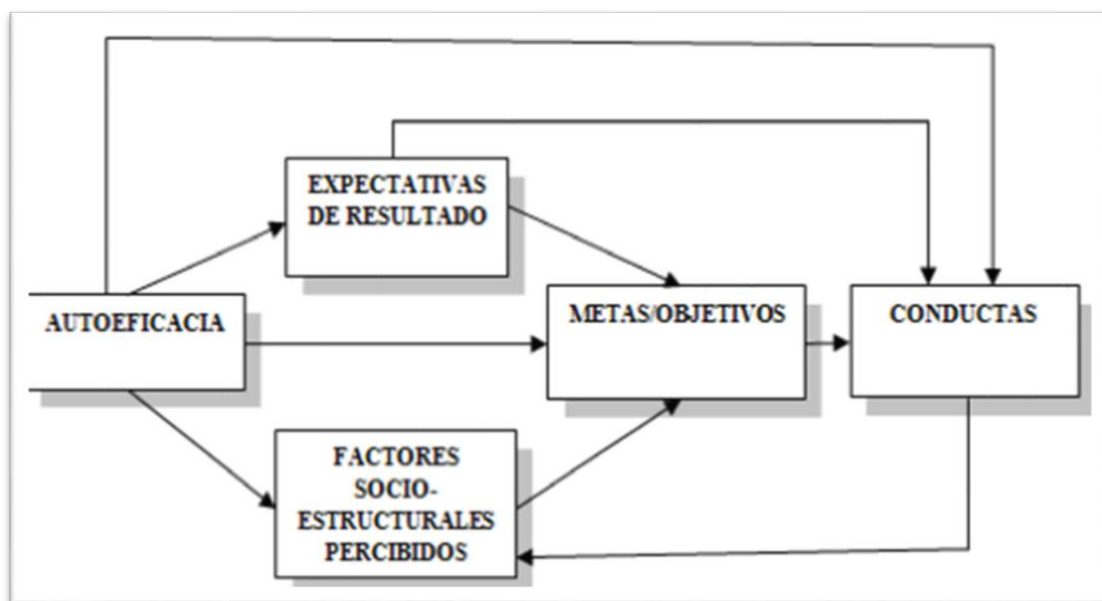 EXPECTATIVAS
DE RESULTADO
AUTOEFICACIA
METAS/OBJETIVOS
CONDUCTAS
FACTORES
SOCIO-
ESTRUCTURALES
PERCIBIDOS